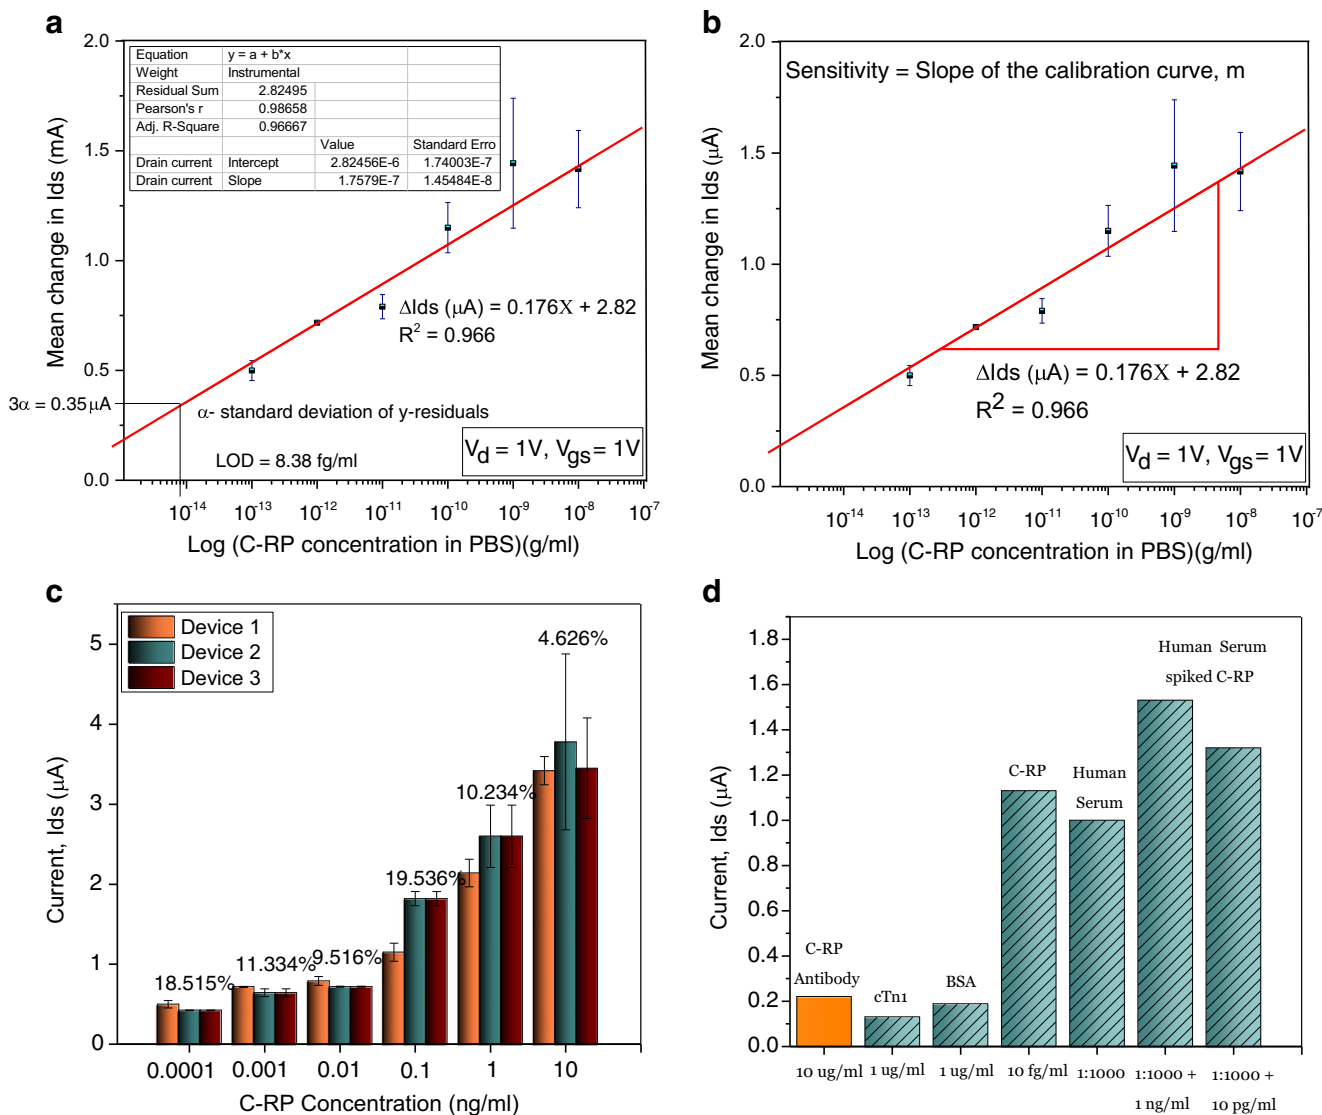 a
2.0
1.5
1.0
0.5
0.0
Mean change in Ids (mA)
Equation y = a + b*x
Weight Instrumental
Residual Sum 2.82495
Pearson's r 0.98658
Adj. R-Square 0.96667
Value Standard Erro
Drain current Intercept 2.82456E-6 1.74003E-7
Drain current Slope 1.7579E-7 1.45484E-8
ΔIds (μA) = 0.176X + 2.82
R² = 0.966
3α = 0.35 μA
α- standard deviation of y-residuals
LOD = 8.38 fg/ml
Vd = 1V, Vgs = 1V
10⁻¹⁴ 10⁻¹³ 10⁻¹² 10⁻¹¹ 10⁻¹⁰ 10⁻⁹ 10⁻⁸ 10⁻⁷
Log (C-RP concentration in PBS)(g/ml)
b
2.0
1.5
1.0
0.5
0.0
Mean change in Ids (μA)
Sensitivity = Slope of the calibration curve, m
ΔIds (μA) = 0.176X + 2.82
R² = 0.966
Vd = 1V, Vgs = 1V
10⁻¹⁴ 10⁻¹³ 10⁻¹² 10⁻¹¹ 10⁻¹⁰ 10⁻⁹ 10⁻⁸ 10⁻⁷
Log (C-RP concentration in PBS)(g/ml)
c
5
4
3
2
1
0
Current, Ids (μA)
Device 1
Device 2
Device 3
18.515%
11.334%
9.516%
19.536%
10.234%
4.626%
0.0001 0.001 0.01 0.1 1 10
C-RP Concentration (ng/ml)
d
1.8
1.6
1.4
1.2
1.0
0.8
0.6
0.4
0.2
0.0
Current, Ids (μA)
C-RP
Antibody
cTn1
BSA
C-RP
Human
Serum
Human Serum
spiked C-RP
10 ug/ml 1 ug/ml 1 ug/ml 10 fg/ml 1:1000 1:1000 + 1:1000 +
1 ng/ml 10 pg/ml